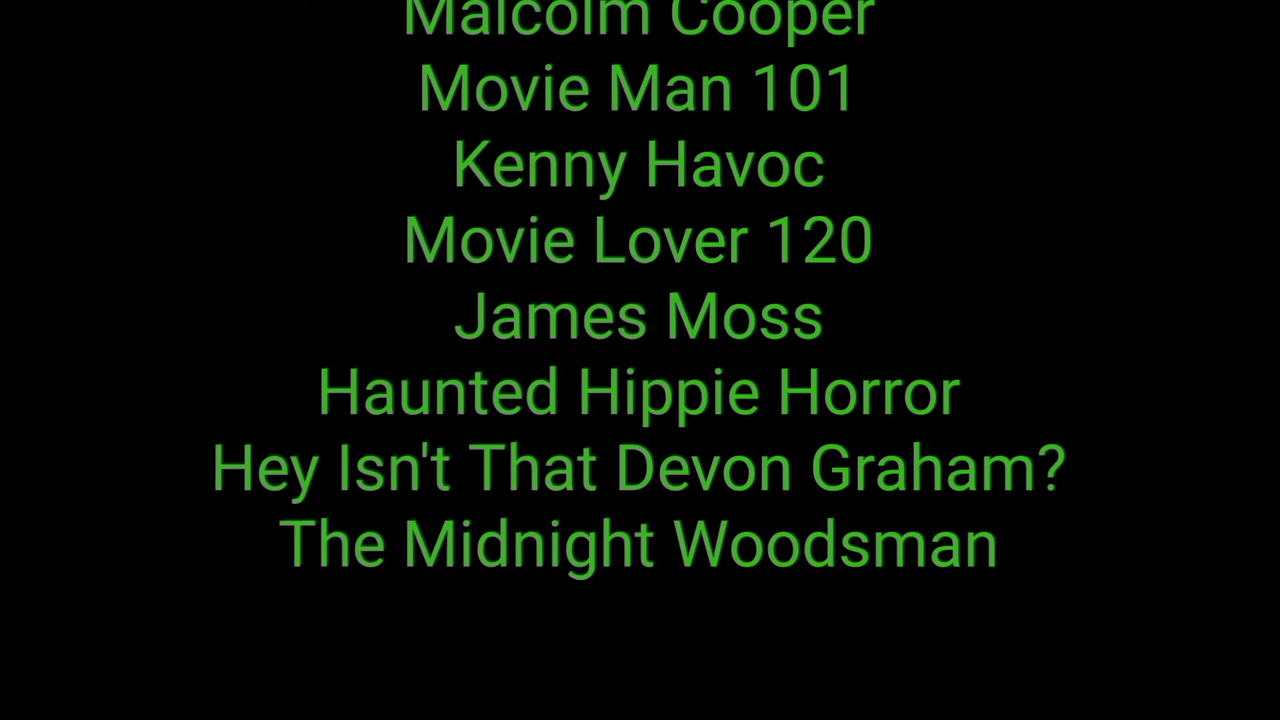 Malcolm Cooper
Movie Man 101
Kenny Havoc
Movie Lover 120
James Moss
Haunted Hippie Horror
Hey Isn't That Devon Graham?
The Midnight Woodsman